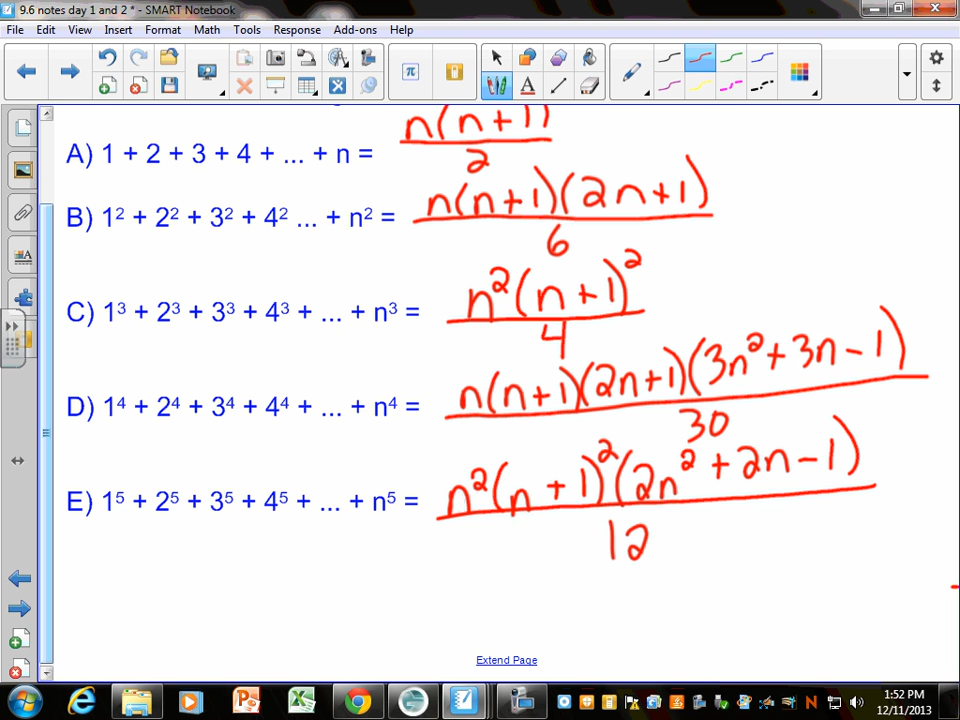 9.6 notes day 1 and 2 * - SMART Notebook
File Edit View Insert Format Math Tools Response Add-ons Help
A) 1 + 2 + 3 + 4 + ... + n = n(n+1)/2
B) 1² + 2² + 3² + 4² ... + n² = n(n+1)(2n+1)/6
C) 1³ + 2³ + 3³ + 4³ + ... + n³ = n²(n+1)²/4
D) 1⁴ + 2⁴ + 3⁴ + 4⁴ + ... + n⁴ = n(n+1)(2n+1)(3n²+3n-1)/30
E) 1⁵ + 2⁵ + 3⁵ + 4⁵ + ... + n⁵ = n²(n+1)²(2n²+2n-1)/12
Extend Page
1:52 PM
12/11/2013